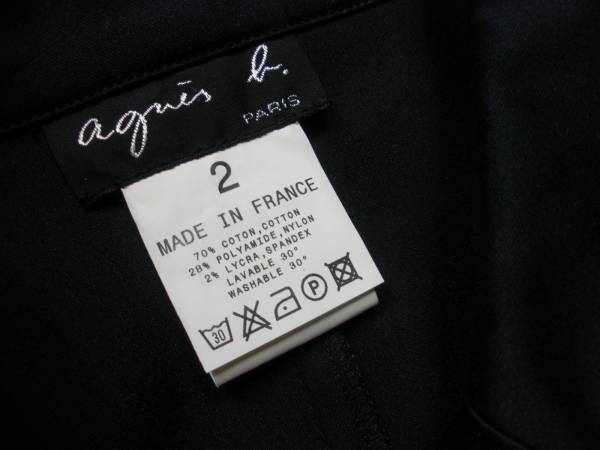 agnès b.
PARIS
2
MADE IN FRANCE
70% COTON,COTTON
28% POLYAMIDE,NYLON
2% LYCRA,SPANDEX
LAVABLE 30°
WASHABLE 30°
30 P